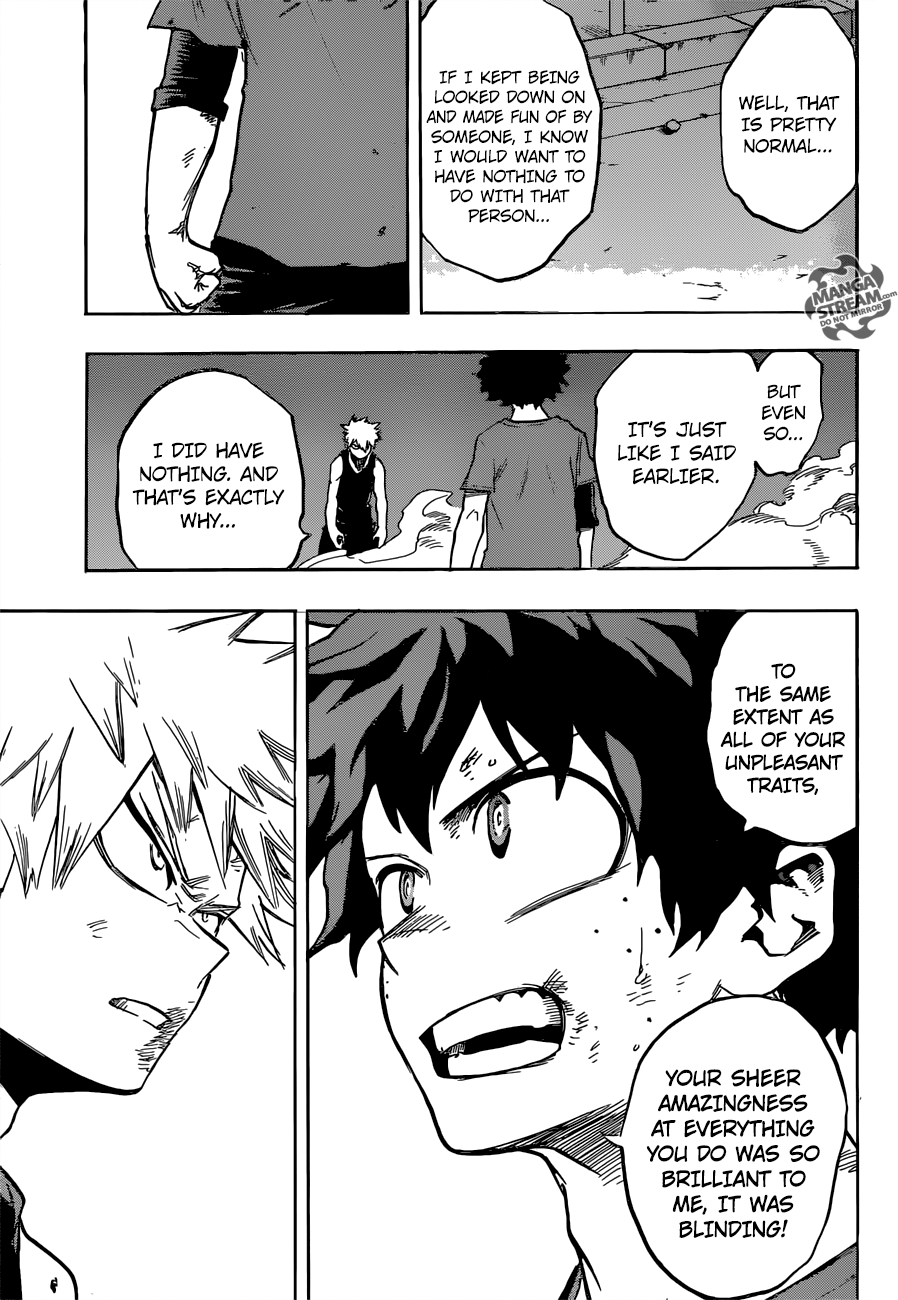 WELL, THAT
IS PRETTY
NORMAL...
IF I KEPT BEING
LOOKED DOWN ON
AND MADE FUN OF BY
SOMEONE, I KNOW
I WOULD WANT TO
HAVE NOTHING TO
DO WITH THAT
PERSON...
MANGA
STREAM.com
DO NOT MIRROR
BUT
EVEN
SO...
IT'S JUST
LIKE I SAID
EARLIER.
I DID HAVE
NOTHING. AND
THAT'S EXACTLY
WHY...
TO
THE SAME
EXTENT AS
ALL OF YOUR
UNPLEASANT
TRAITS,
YOUR SHEER
AMAZINGNESS
AT EVERYTHING
YOU DO WAS SO
BRILLIANT TO
ME, IT WAS
BLINDING!